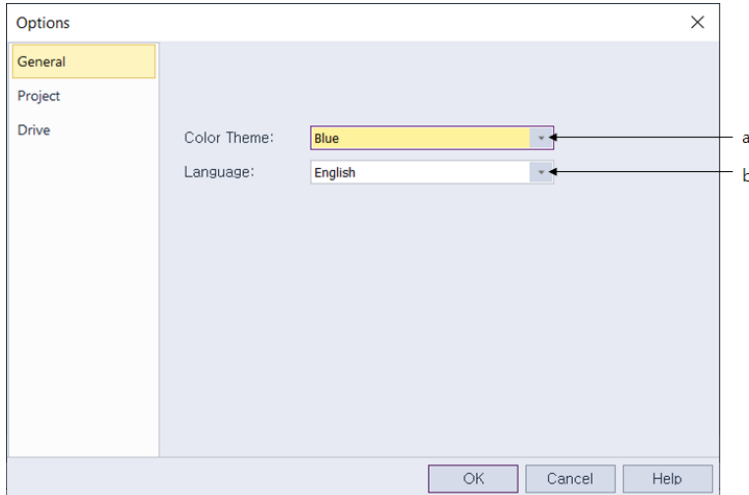 Options
General
Project
Drive
Color Theme: Blue a
Language: English b
OK Cancel Help